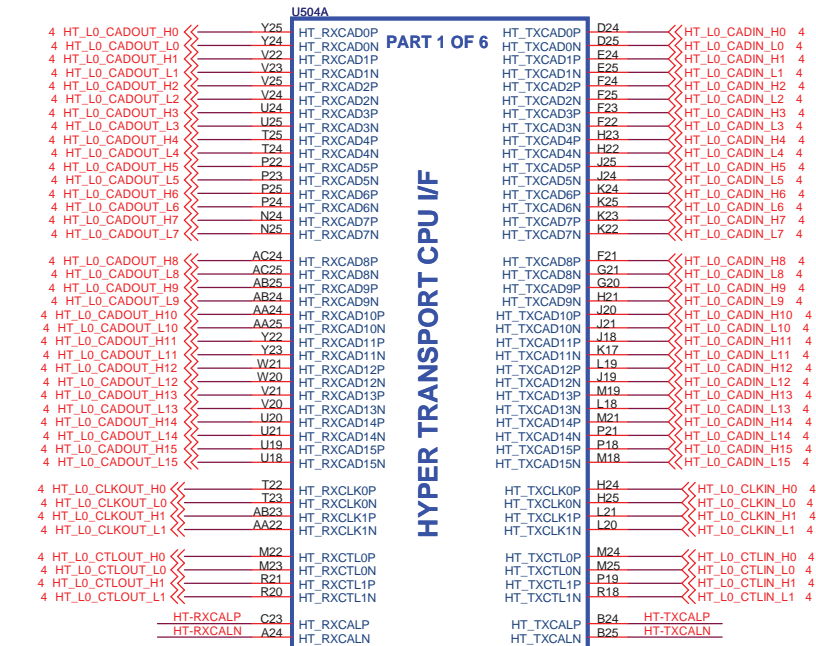 U504A
PART 1 OF 6
HYPER TRANSPORT CPU I/F
4 HT_L0_CADOUT_H0 Y25 HT_RXCAD0P HT_TXCAD0P D24 HT_L0_CADIN_H0 4
4 HT_L0_CADOUT_L0 Y24 HT_RXCAD0N HT_TXCAD0N D25 HT_L0_CADIN_L0 4
4 HT_L0_CADOUT_H1 V22 HT_RXCAD1P HT_TXCAD1P E24 HT_L0_CADIN_H1 4
4 HT_L0_CADOUT_L1 V23 HT_RXCAD1N HT_TXCAD1N E25 HT_L0_CADIN_L1 4
4 HT_L0_CADOUT_H2 V25 HT_RXCAD2P HT_TXCAD2P F24 HT_L0_CADIN_H2 4
4 HT_L0_CADOUT_L2 V24 HT_RXCAD2N HT_TXCAD2N F25 HT_L0_CADIN_L2 4
4 HT_L0_CADOUT_H3 U24 HT_RXCAD3P HT_TXCAD3P F23 HT_L0_CADIN_H3 4
4 HT_L0_CADOUT_L3 U25 HT_RXCAD3N HT_TXCAD3N F22 HT_L0_CADIN_L3 4
4 HT_L0_CADOUT_H4 T25 HT_RXCAD4P HT_TXCAD4P H23 HT_L0_CADIN_H4 4
4 HT_L0_CADOUT_L4 T24 HT_RXCAD4N HT_TXCAD4N H22 HT_L0_CADIN_L4 4
4 HT_L0_CADOUT_H5 P22 HT_RXCAD5P HT_TXCAD5P J25 HT_L0_CADIN_H5 4
4 HT_L0_CADOUT_L5 P23 HT_RXCAD5N HT_TXCAD5N J24 HT_L0_CADIN_L5 4
4 HT_L0_CADOUT_H6 P25 HT_RXCAD6P HT_TXCAD6P K24 HT_L0_CADIN_H6 4
4 HT_L0_CADOUT_L6 P24 HT_RXCAD6N HT_TXCAD6N K25 HT_L0_CADIN_L6 4
4 HT_L0_CADOUT_H7 N24 HT_RXCAD7P HT_TXCAD7P K23 HT_L0_CADIN_H7 4
4 HT_L0_CADOUT_L7 N25 HT_RXCAD7N HT_TXCAD7N K22 HT_L0_CADIN_L7 4
4 HT_L0_CADOUT_H8 AC24 HT_RXCAD8P HT_TXCAD8P F21 HT_L0_CADIN_H8 4
4 HT_L0_CADOUT_L8 AC25 HT_RXCAD8N HT_TXCAD8N G21 HT_L0_CADIN_L8 4
4 HT_L0_CADOUT_H9 AB25 HT_RXCAD9P HT_TXCAD9P G20 HT_L0_CADIN_H9 4
4 HT_L0_CADOUT_L9 AB24 HT_RXCAD9N HT_TXCAD9N H21 HT_L0_CADIN_L9 4
4 HT_L0_CADOUT_H10 AA24 HT_RXCAD10P HT_TXCAD10P J20 HT_L0_CADIN_H10 4
4 HT_L0_CADOUT_L10 AA25 HT_RXCAD10N HT_TXCAD10N J21 HT_L0_CADIN_L10 4
4 HT_L0_CADOUT_H11 Y22 HT_RXCAD11P HT_TXCAD11P J18 HT_L0_CADIN_H11 4
4 HT_L0_CADOUT_L11 Y23 HT_RXCAD11N HT_TXCAD11N K17 HT_L0_CADIN_L11 4
4 HT_L0_CADOUT_H12 W21 HT_RXCAD12P HT_TXCAD12P L19 HT_L0_CADIN_H12 4
4 HT_L0_CADOUT_L12 W20 HT_RXCAD12N HT_TXCAD12N J19 HT_L0_CADIN_L12 4
4 HT_L0_CADOUT_H13 V21 HT_RXCAD13P HT_TXCAD13P M19 HT_L0_CADIN_H13 4
4 HT_L0_CADOUT_L13 V20 HT_RXCAD13N HT_TXCAD13N L18 HT_L0_CADIN_L13 4
4 HT_L0_CADOUT_H14 U20 HT_RXCAD14P HT_TXCAD14P M21 HT_L0_CADIN_H14 4
4 HT_L0_CADOUT_L14 U21 HT_RXCAD14N HT_TXCAD14N P21 HT_L0_CADIN_L14 4
4 HT_L0_CADOUT_H15 U19 HT_RXCAD15P HT_TXCAD15P P18 HT_L0_CADIN_H15 4
4 HT_L0_CADOUT_L15 U18 HT_RXCAD15N HT_TXCAD15N M18 HT_L0_CADIN_L15 4
4 HT_L0_CLKOUT_H0 T22 HT_RXCLK0P HT_TXCLK0P H24 HT_L0_CLKIN_H0 4
4 HT_L0_CLKOUT_L0 T23 HT_RXCLK0N HT_TXCLK0N H25 HT_L0_CLKIN_L0 4
4 HT_L0_CLKOUT_H1 AB23 HT_RXCLK1P HT_TXCLK1P L21 HT_L0_CLKIN_H1 4
4 HT_L0_CLKOUT_L1 AA22 HT_RXCLK1N HT_TXCLK1N L20 HT_L0_CLKIN_L1 4
4 HT_L0_CTLOUT_H0 M22 HT_RXCTL0P HT_TXCTL0P M24 HT_L0_CTLIN_H0 4
4 HT_L0_CTLOUT_L0 M23 HT_RXCTL0N HT_TXCTL0N M25 HT_L0_CTLIN_L0 4
4 HT_L0_CTLOUT_H1 R21 HT_RXCTL1P HT_TXCTL1P P19 HT_L0_CTLIN_H1 4
4 HT_L0_CTLOUT_L1 R20 HT_RXCTL1N HT_TXCTL1N R18 HT_L0_CTLIN_L1 4
HT-RXCALP C23 HT_RXCALP HT_TXCALP B24 HT-TXCALP
HT-RXCALN A24 HT_RXCALN HT_TXCALN B25 HT-TXCALN